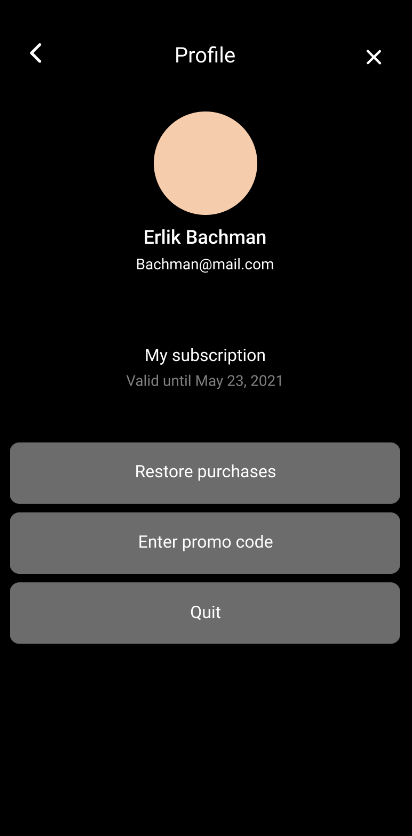 Profile
Erlik Bachman
Bachman@mail.com
My subscription
Valid until May 23, 2021
Restore purchases
Enter promo code
Quit